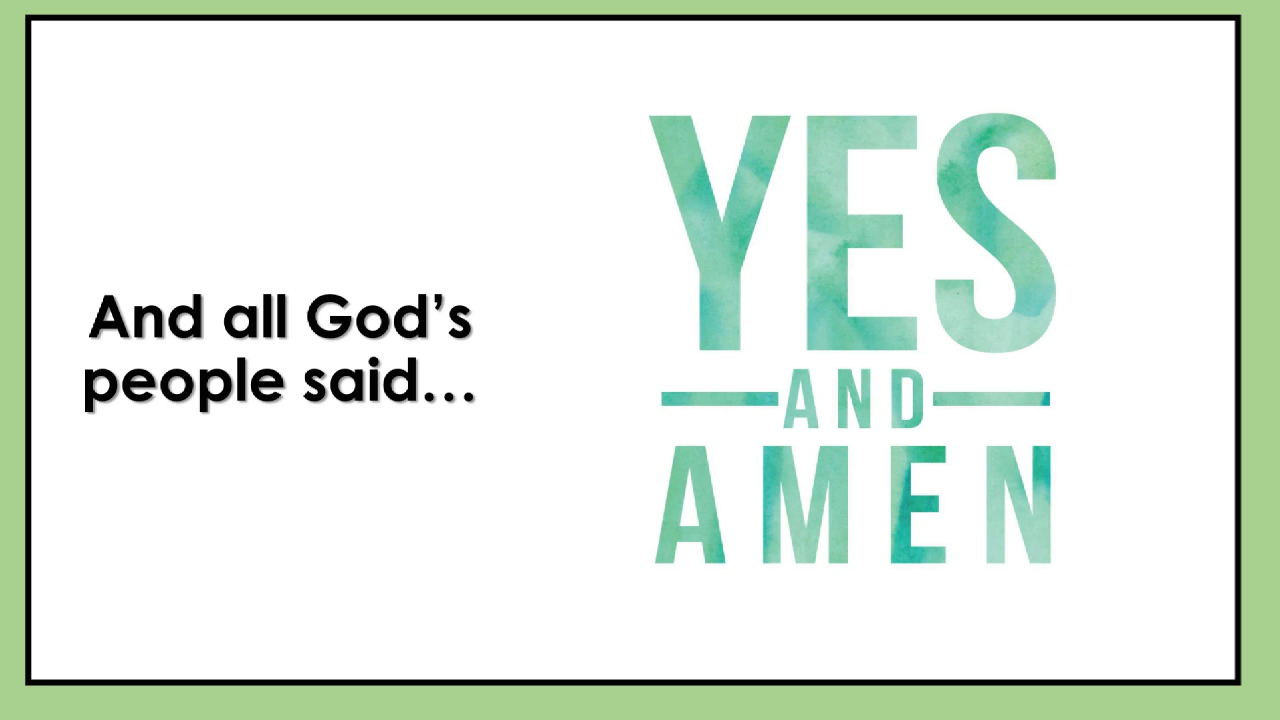 And all God’s
people said…
YES
AND
AMEN